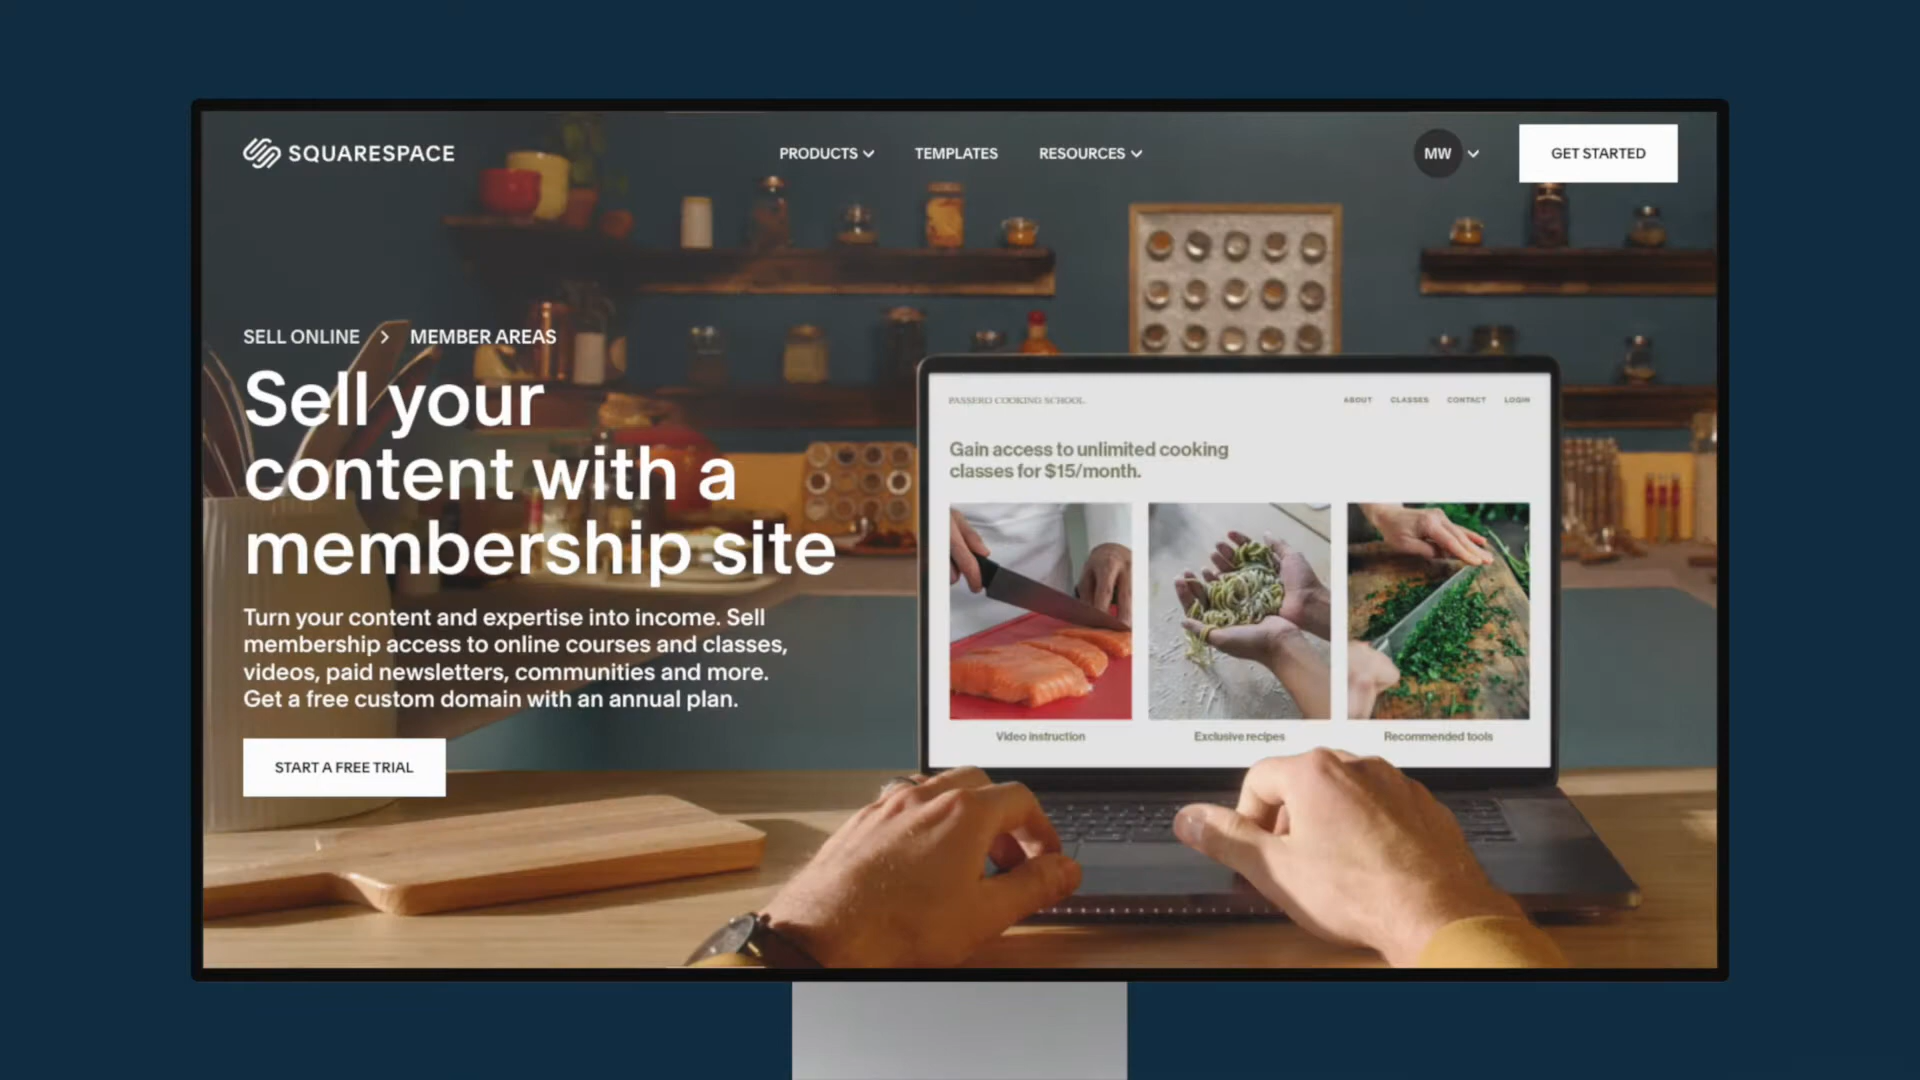 SQUARESPACE
PRODUCTS
TEMPLATES
RESOURCES
MW
GET STARTED
SELL ONLINE > MEMBER AREAS
Sell your
content with a
membership site
Turn your content and expertise into income. Sell
membership access to online courses and classes,
videos, paid newsletters, communities and more.
Get a free custom domain with an annual plan.
START A FREE TRIAL
PASSERO COOKING SCHOOL
ABOUT
CLASSES
CONTACT
LOGIN
Gain access to unlimited cooking
classes for $15/month.
Video instruction
Exclusive recipes
Recommended tools